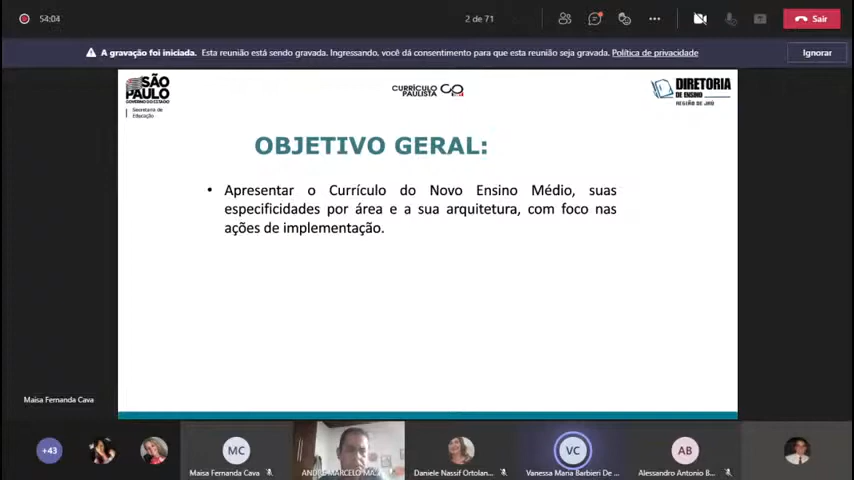 54:04
2 de 71
Sair
A gravação foi iniciada. Esta reunião está sendo gravada. Ingressando, você dá consentimento para que esta reunião seja gravada. Política de privacidade
Ignorar
SÃO PAULO
GOVERNO DO ESTADO
Secretaria de
Educação
CURRÍCULO
PAULISTA
DIRETORIA
DE ENSINO
REGIÃO DE JAÚ
OBJETIVO GERAL:
• Apresentar o Currículo do Novo Ensino Médio, suas
especificidades por área e a sua arquitetura, com foco nas
ações de implementação.
Maisa Fernanda Cava
+43
MC
Maisa Fernanda Cava
ANDRE MARCELO
Daniele Nassif Ortolan...
VC
Vanessa Maria Barbieri De ...
AB
Alessandro Antonio B...